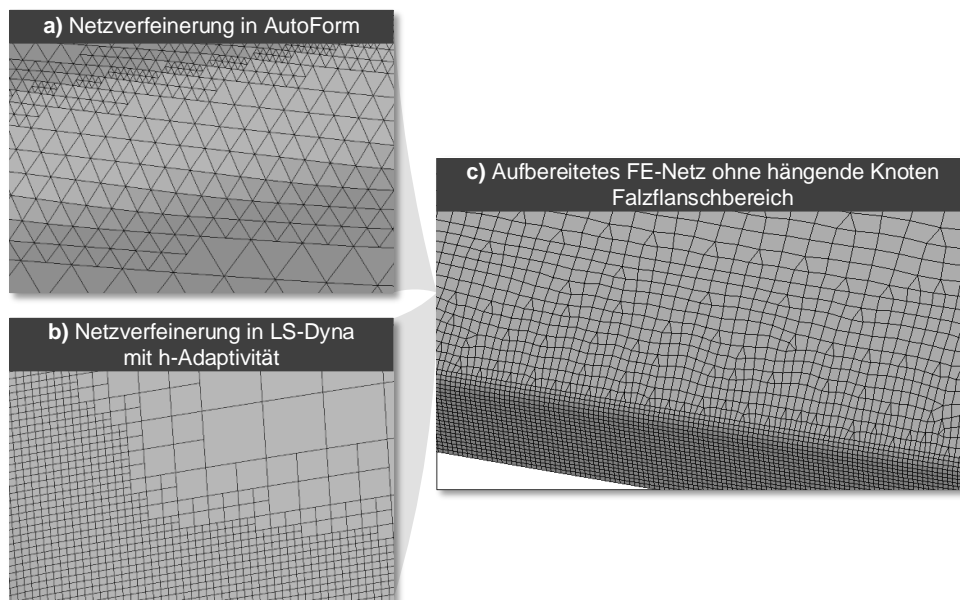 a) Netzverfeinerung in AutoForm
b) Netzverfeinerung in LS-Dyna
mit h-Adaptivität
c) Aufbereitetes FE-Netz ohne hängende Knoten
Falzflanschbereich